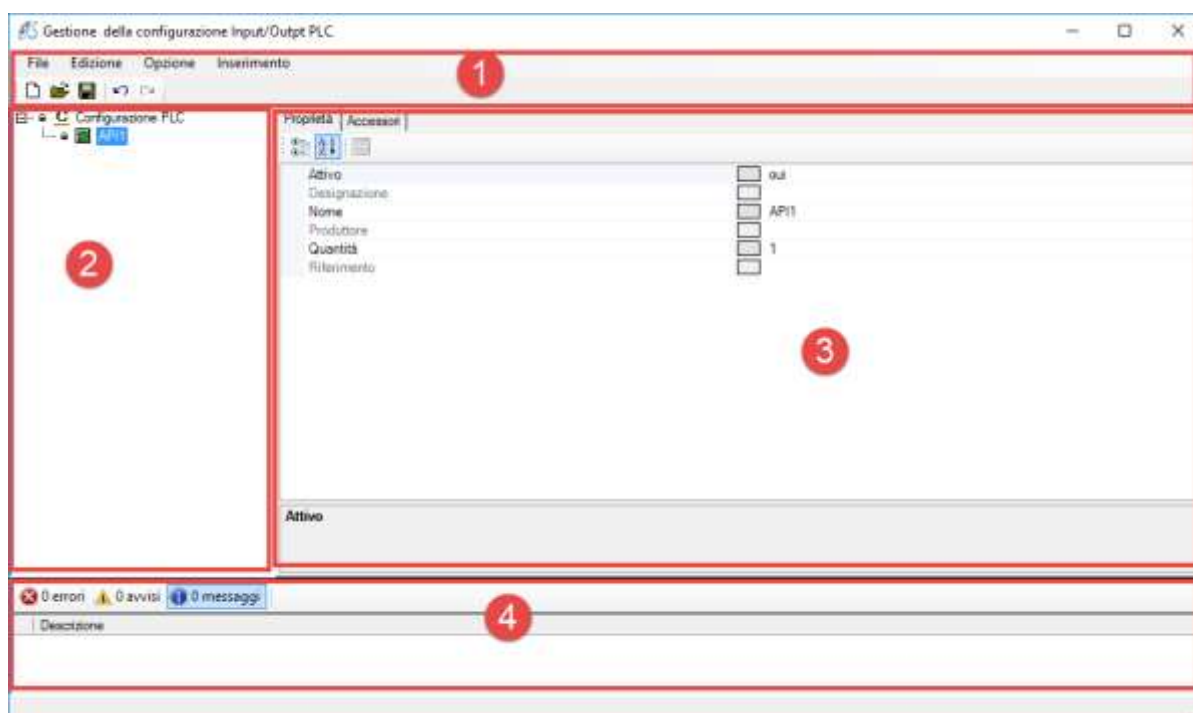 Gestione della configurazione Input/Outpt PLC
File Edizione Opzione Inserimento
1
Configurazione PLC
API1
2
Proprietà Accessori
Attivo oui
Designazione
Nome API1
Produttore
Quantità 1
Riferimento
3
Attivo
0 errori 0 avvisi 0 messaggi
4
Descrizione